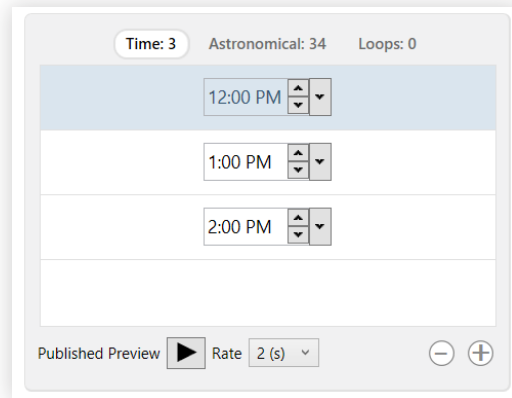 Time: 3 Astronomical: 34 Loops: 0
12:00 PM
1:00 PM
2:00 PM
Published Preview Rate 2 (s)